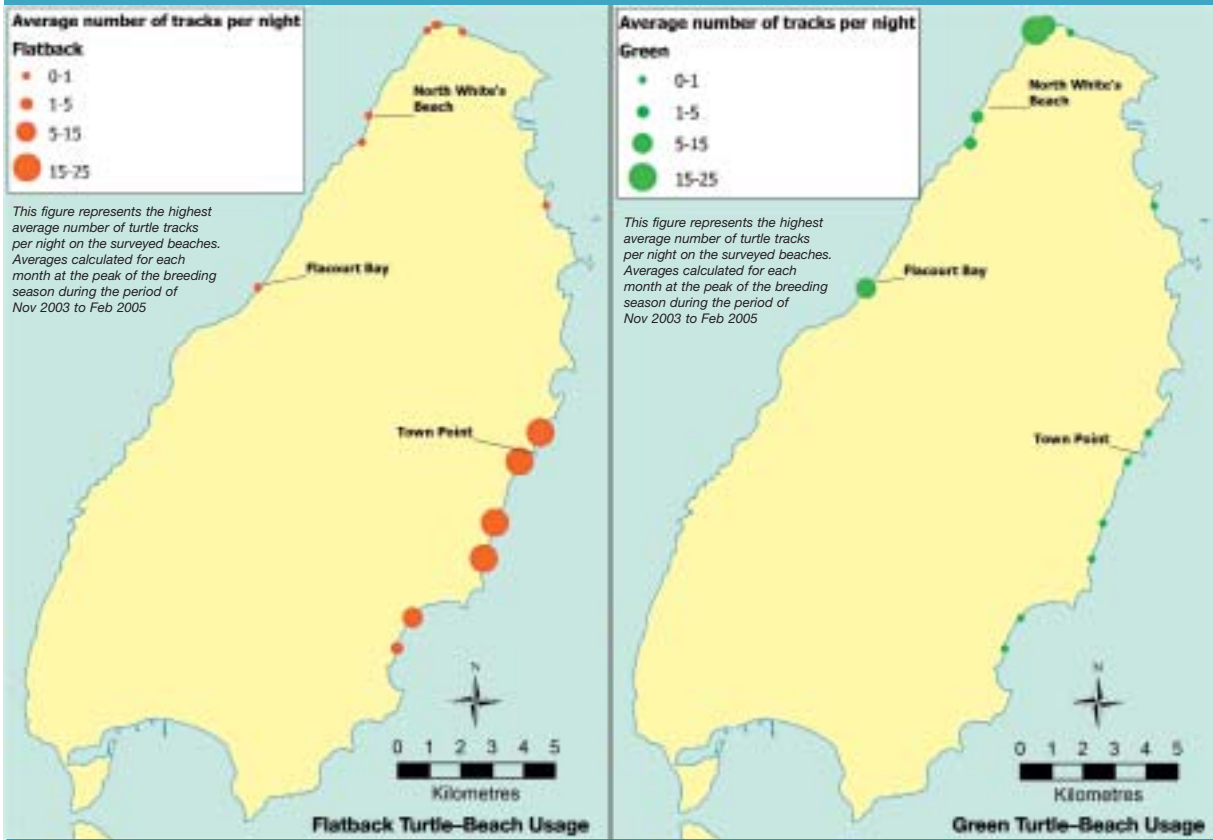 Average number of tracks per night
Flatback
0-1
1-5
5-15
15-25
This figure represents the highest
average number of turtle tracks
per night on the surveyed beaches.
Averages calculated for each
month at the peak of the breeding
season during the period of
Nov 2003 to Feb 2005
North White's
Beach
Flacourt Bay
Town Point
N
0 1 2 3 4 5
Kilometres
Flatback Turtle–Beach Usage
Average number of tracks per night
Green
0-1
1-5
5-15
15-25
This figure represents the highest
average number of turtle tracks
per night on the surveyed beaches.
Averages calculated for each
month at the peak of the breeding
season during the period of
Nov 2003 to Feb 2005
North White's
Beach
Flacourt Bay
Town Point
N
0 1 2 3 4 5
Kilometres
Green Turtle–Beach Usage